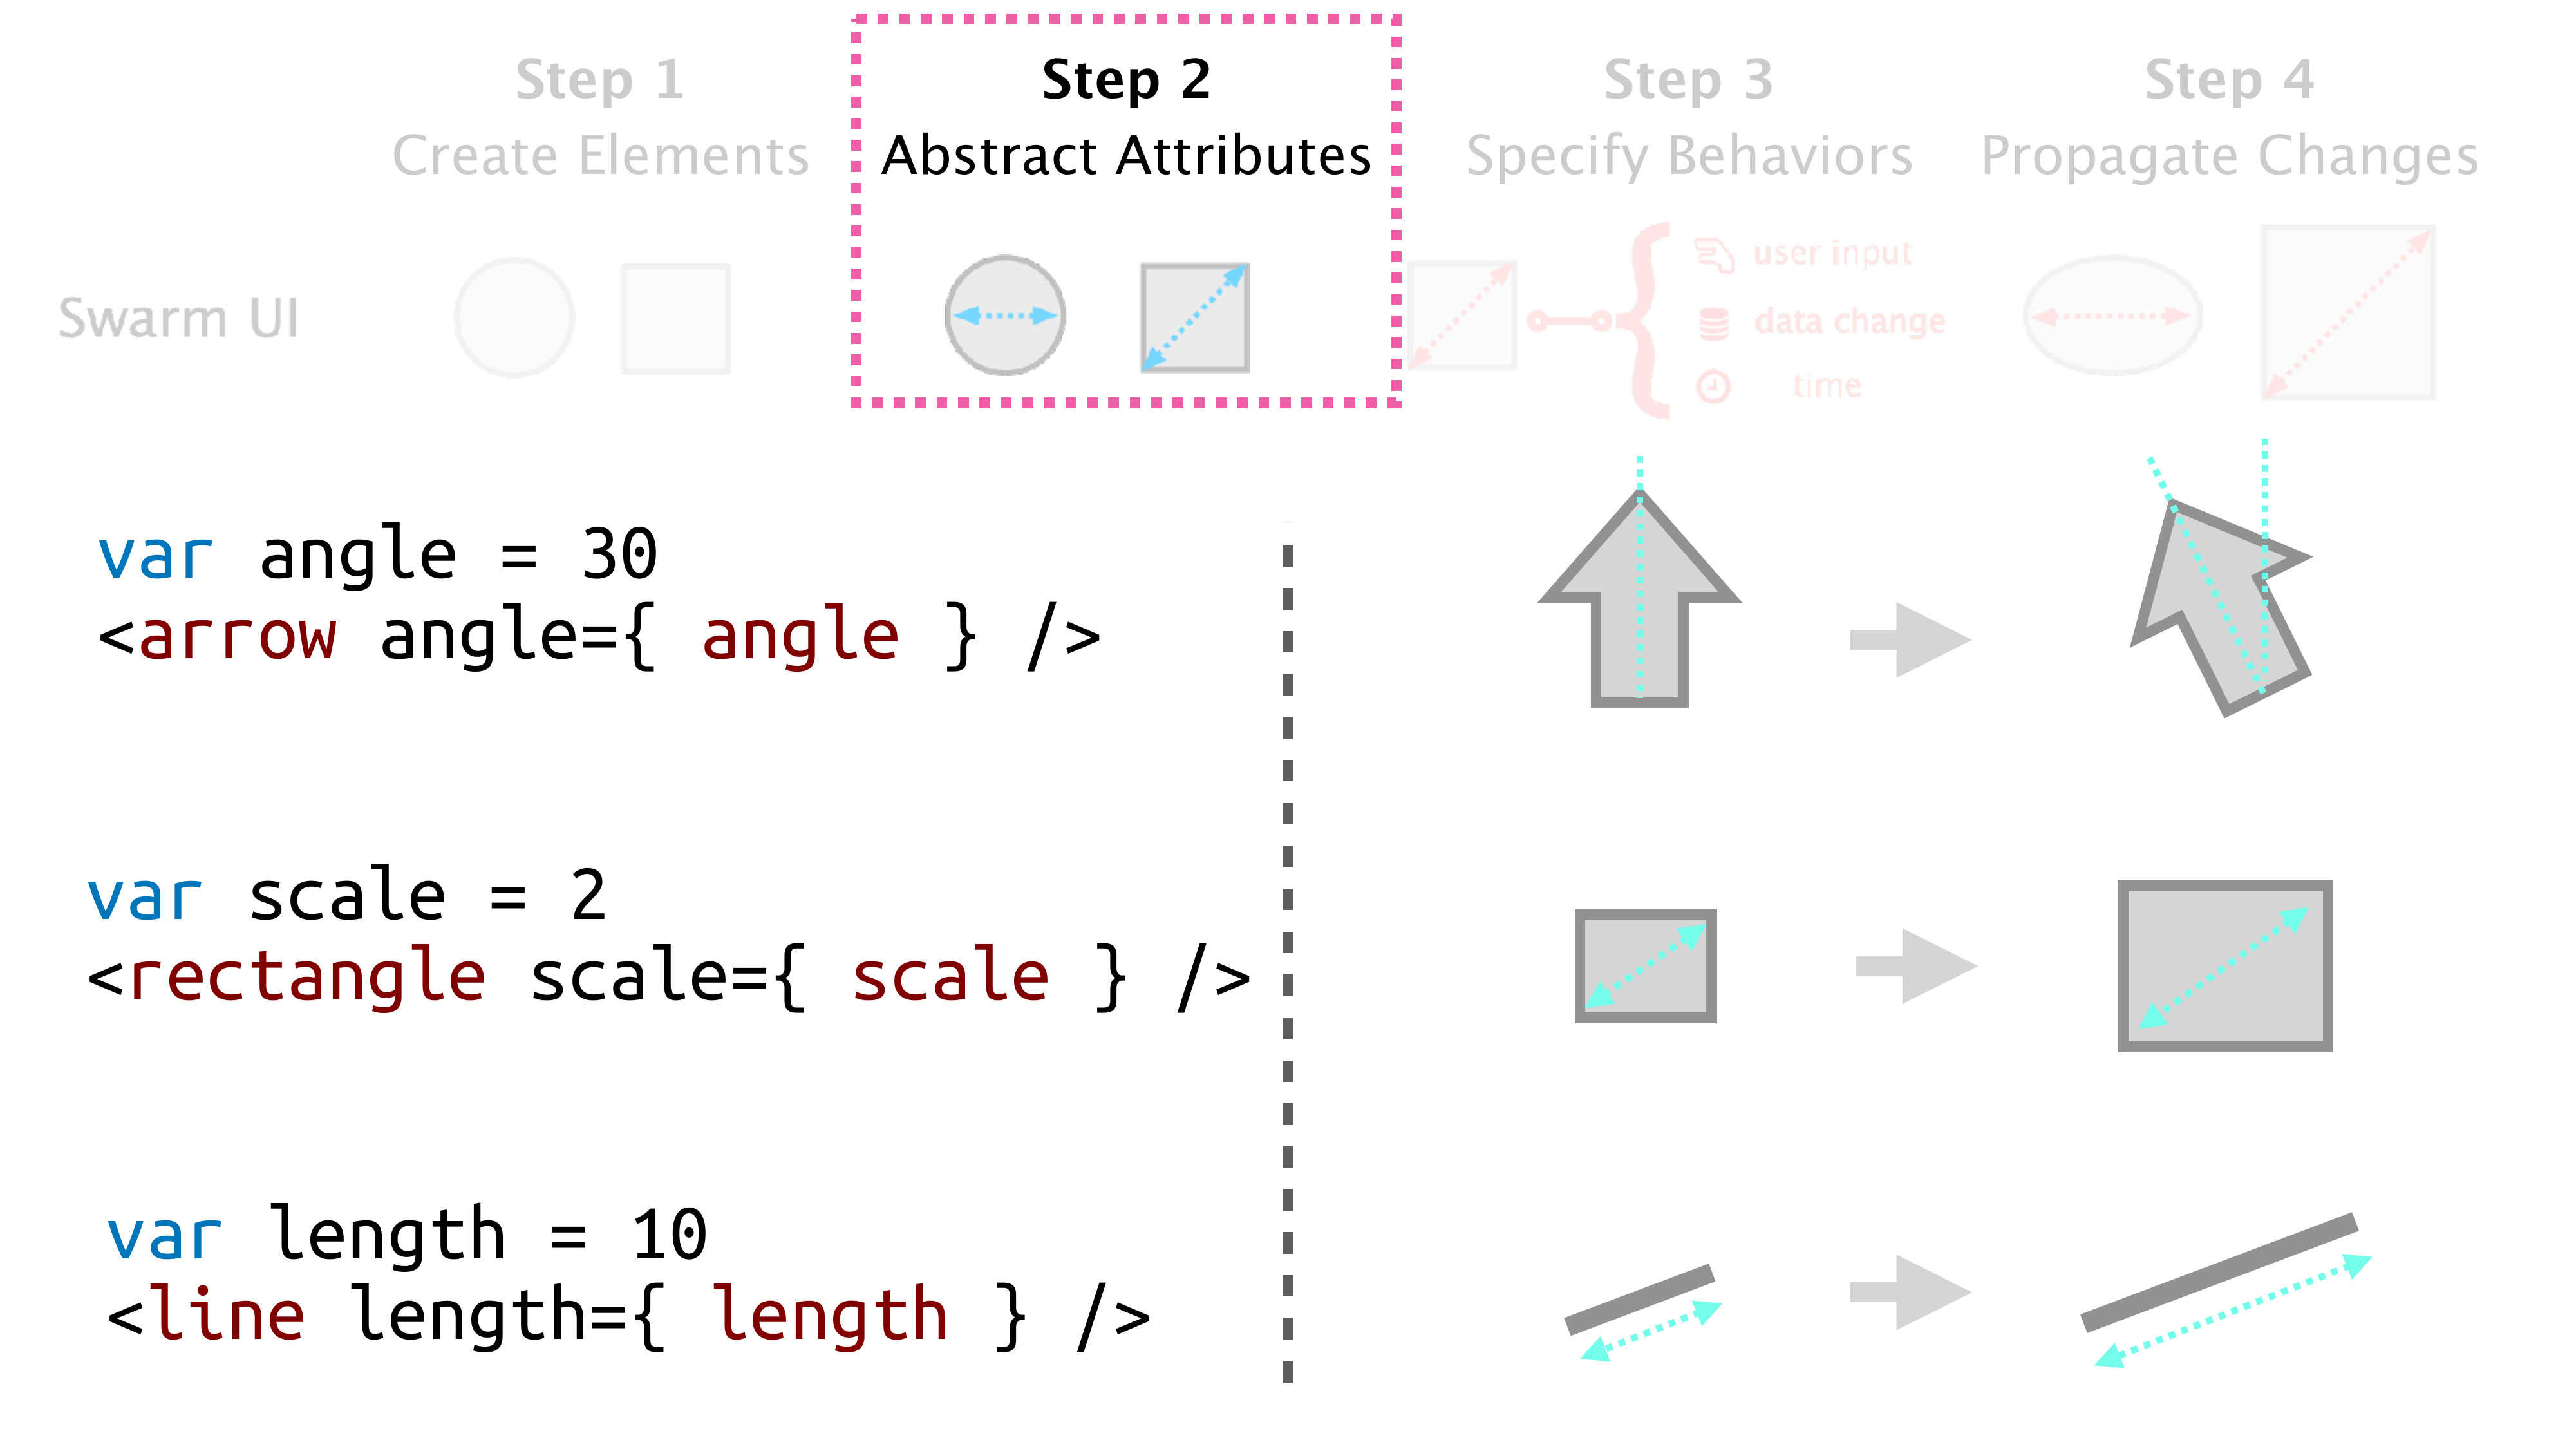 Step 1
Create Elements
Step 2
Abstract Attributes
Step 3
Specify Behaviors
Step 4
Propagate Changes
Swarm UI
user input
data change
time
var angle = 30
<arrow angle={ angle } />
var scale = 2
<rectangle scale={ scale } />
var length = 10
<line length={ length } />